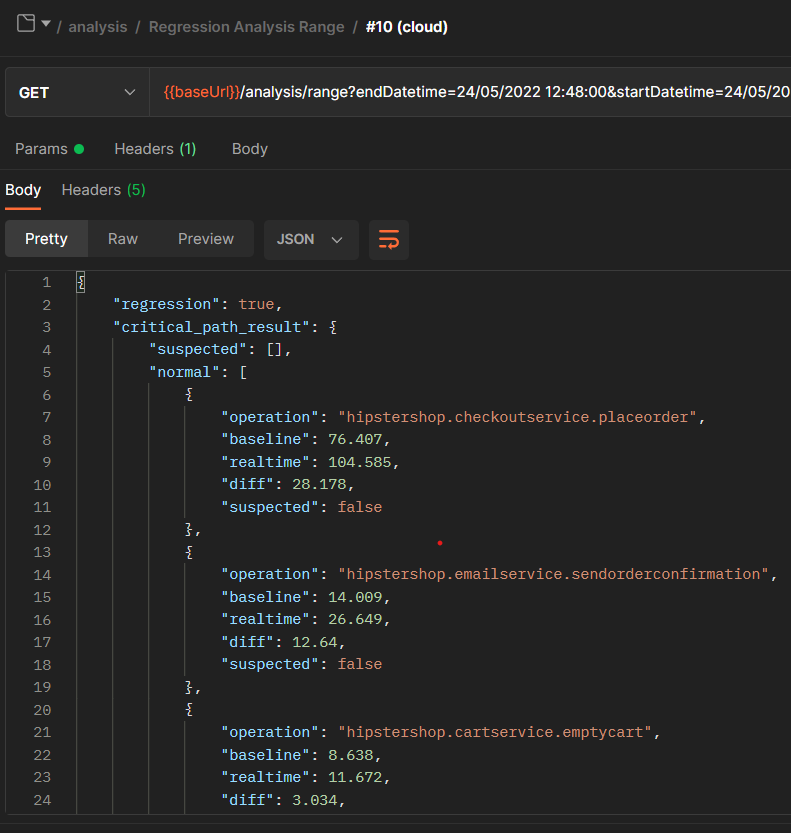 / analysis / Regression Analysis Range / #10 (cloud)
GET {{baseUrl}}/analysis/range?endDatetime=24/05/2022 12:48:00&startDatetime=24/05/20
Params Headers (1) Body
Body Headers (5)
Pretty Raw Preview JSON
1 {
2 "regression": true,
3 "critical_path_result": {
4 "suspected": [],
5 "normal": [
6 {
7 "operation": "hipstershop.checkoutservice.placeorder",
8 "baseline": 76.407,
9 "realtime": 104.585,
10 "diff": 28.178,
11 "suspected": false
12 },
13 {
14 "operation": "hipstershop.emailservice.sendorderconfirmation",
15 "baseline": 14.009,
16 "realtime": 26.649,
17 "diff": 12.64,
18 "suspected": false
19 },
20 {
21 "operation": "hipstershop.cartservice.emptycart",
22 "baseline": 8.638,
23 "realtime": 11.672,
24 "diff": 3.034,